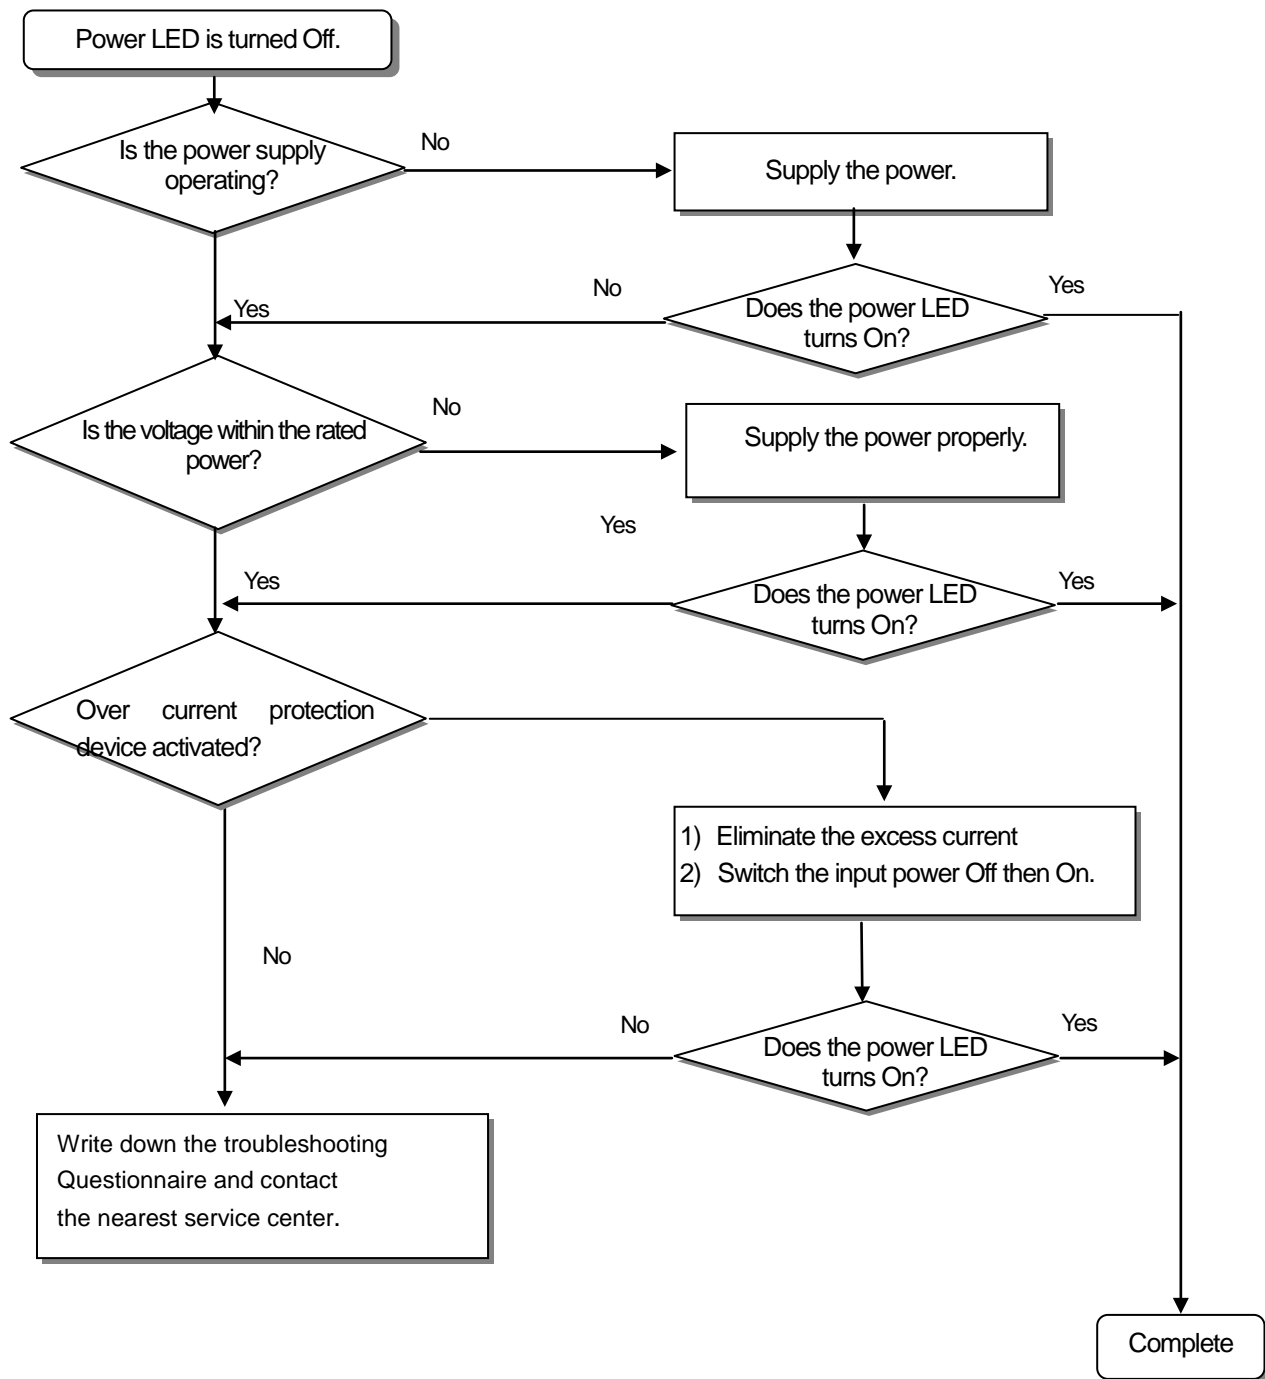 Power LED is turned Off.
Is the power supply
operating?
No
Supply the power.
Yes
No
Does the power LED
turns On?
Yes
Is the voltage within the rated
power?
No
Supply the power properly.
Yes
Yes
Does the power LED
turns On?
Yes
Over current protection
device activated?
1) Eliminate the excess current
2) Switch the input power Off then On.
No
No
Does the power LED
turns On?
Yes
Write down the troubleshooting
Questionnaire and contact
the nearest service center.
Complete